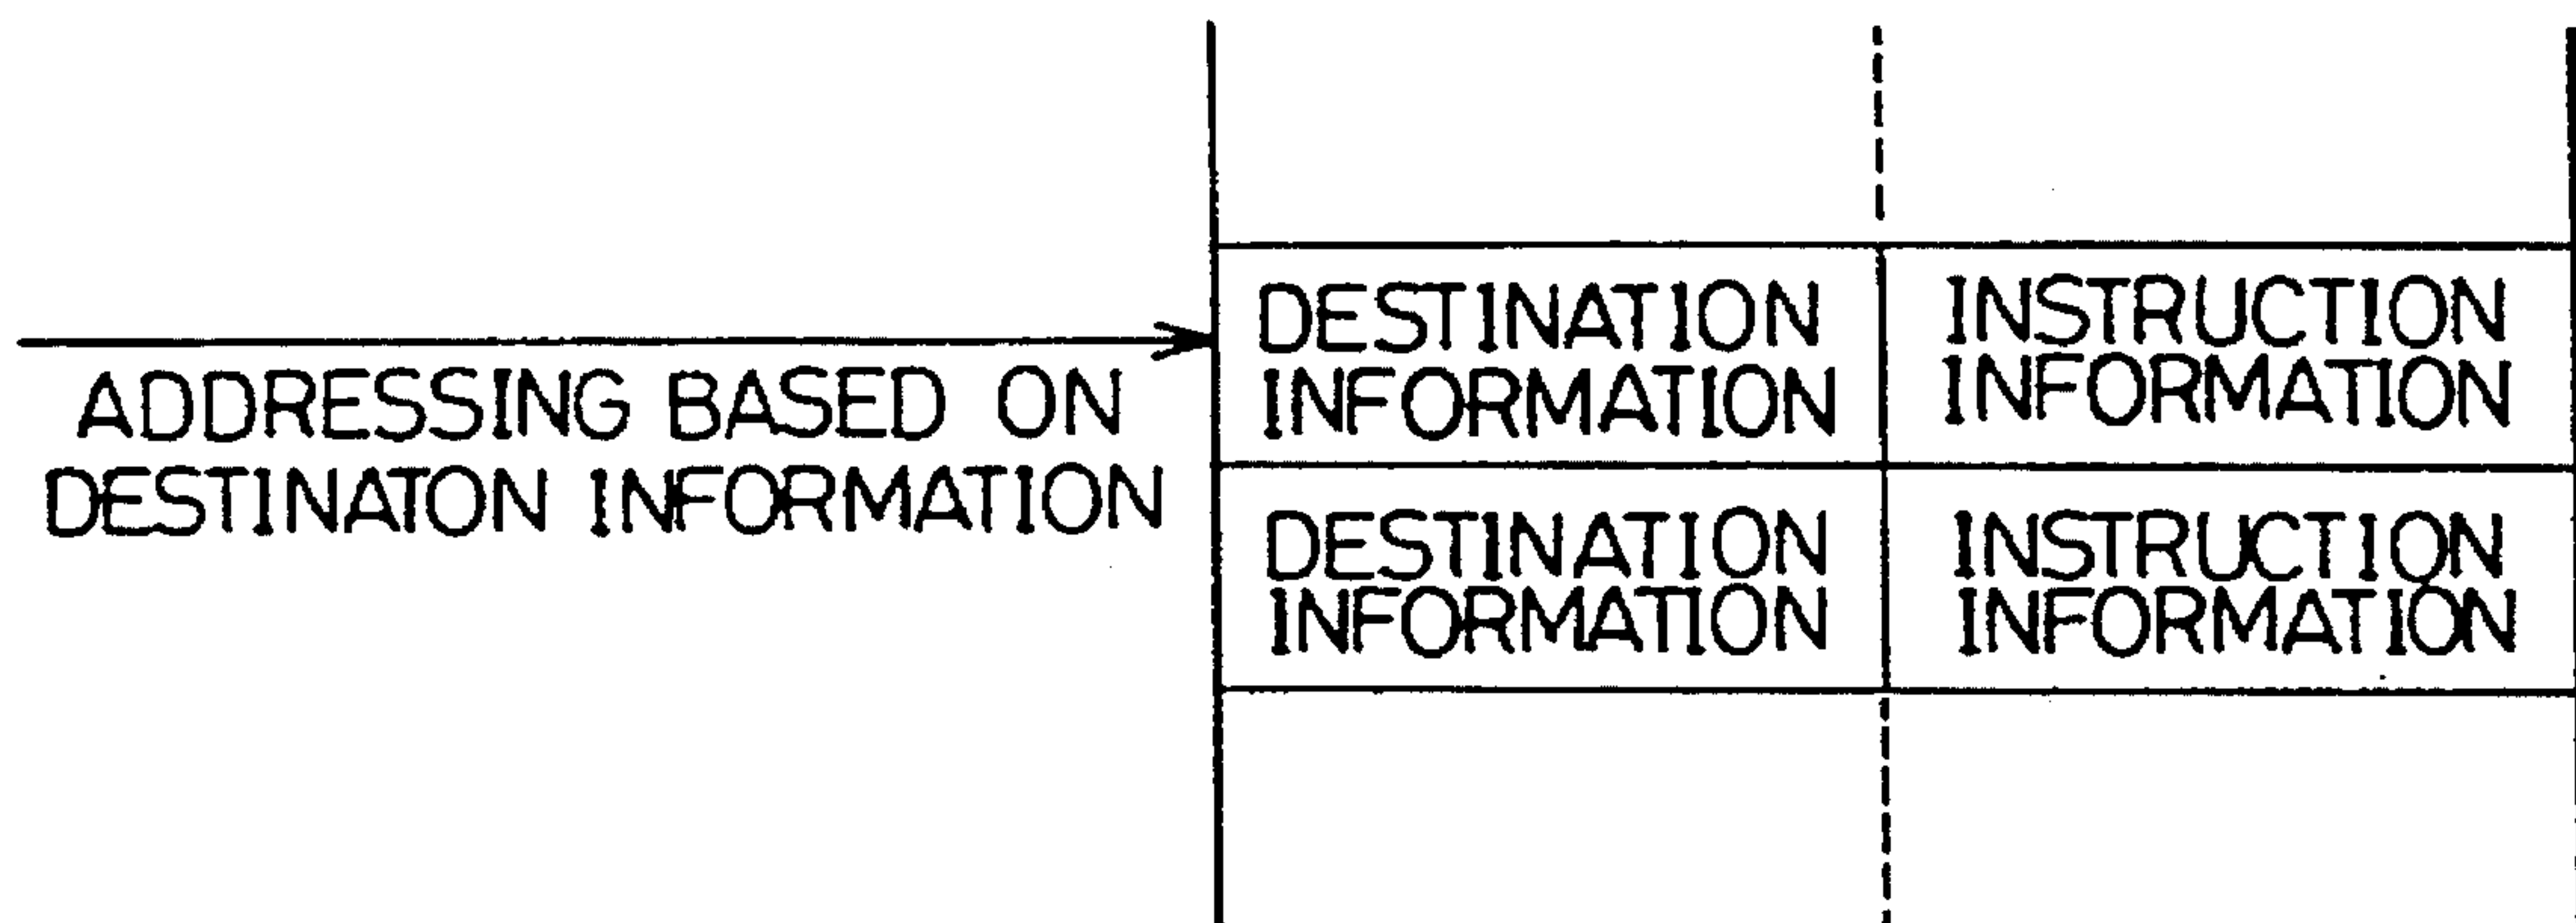 ADDRESSING BASED ON
DESTINATON INFORMATION
DESTINATION
INFORMATION
INSTRUCTION
INFORMATION
DESTINATION
INFORMATION
INSTRUCTION
INFORMATION